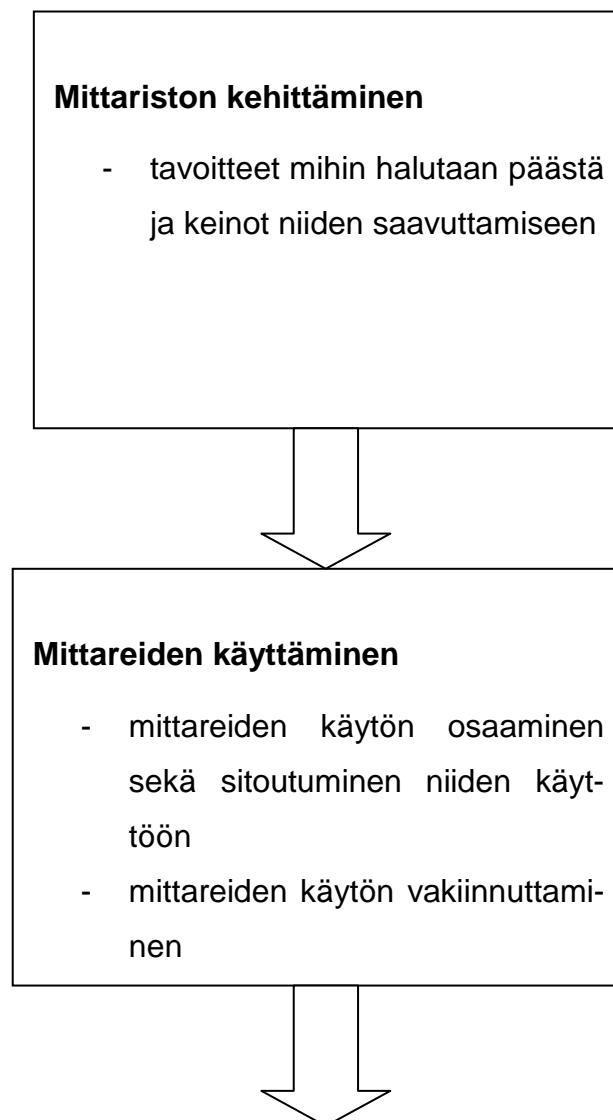 Mittariston kehittäminen
- tavoitteet mihin halutaan päästä
ja keinot niiden saavuttamiseen
Mittareiden käyttäminen
- mittareiden käytön osaaminen
sekä sitoutuminen niiden käyt-
töön
- mittareiden käytön vakiinnuttami-
nen